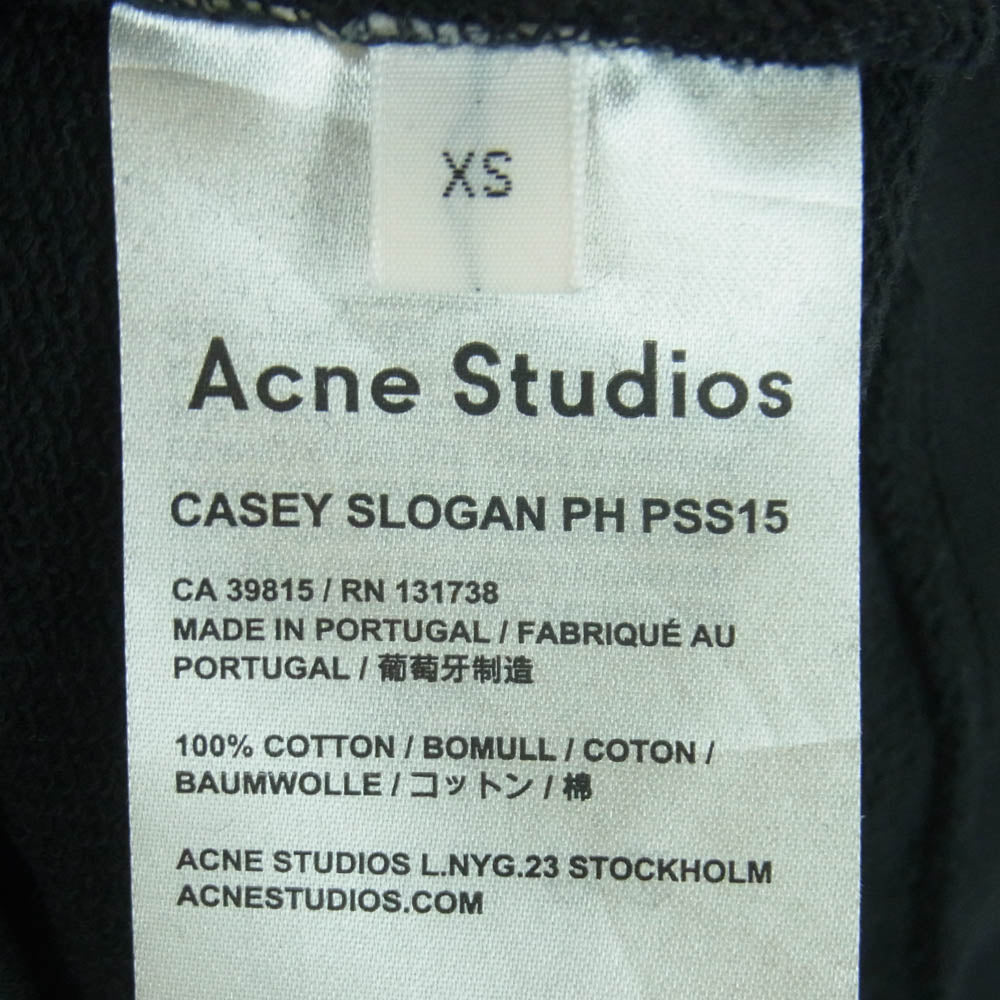 XS
Acne Studios
CASEY SLOGAN PH PSS15
CA 39815 / RN 131738
MADE IN PORTUGAL / FABRIQUÉ AU
PORTUGAL / 葡萄牙制造
100% COTTON / BOMULL / COTON /
BAUMWOLLE / コットン / 棉
ACNE STUDIOS L.NYG.23 STOCKHOLM
ACNESTUDIOS.COM